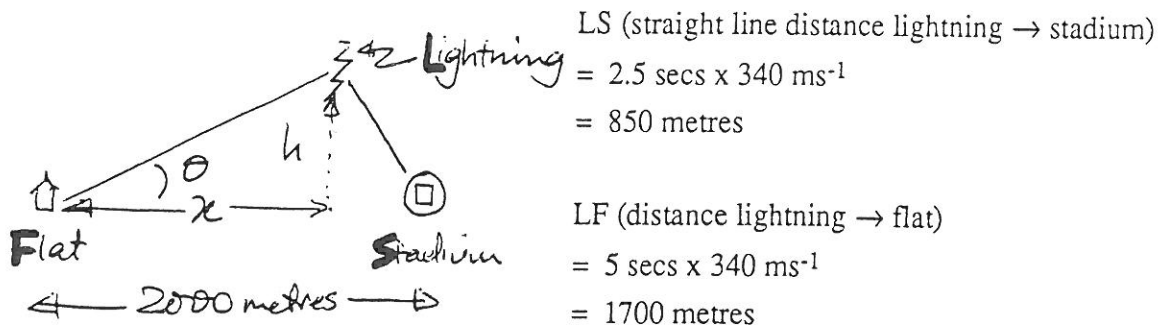 LS (straight line distance lightning → stadium)
= 2.5 secs x 340 ms⁻¹
= 850 metres
LF (distance lightning → flat)
= 5 secs x 340 ms⁻¹
= 1700 metres
Lightning
h
θ
x
Flat
Stadium
2000 metres